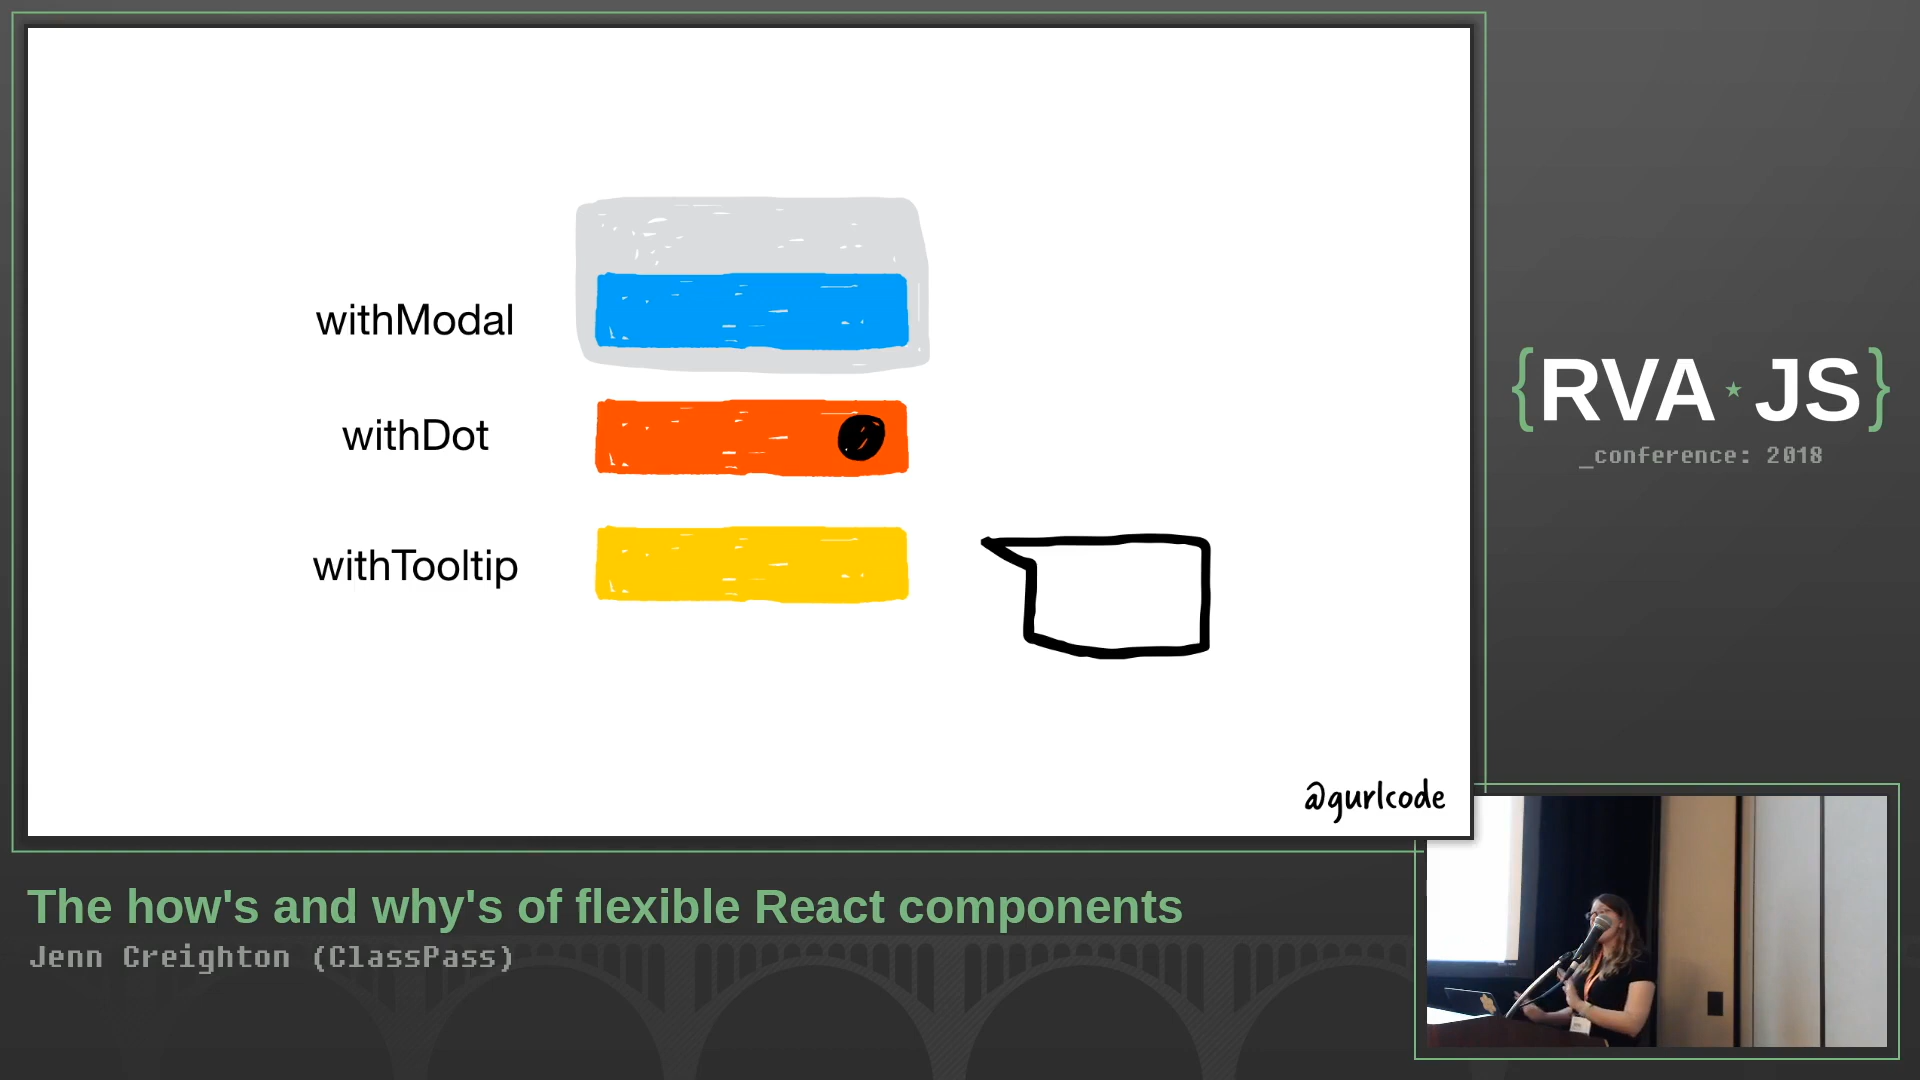 withModal
withDot
withTooltip
@gurlcode
{RVA★JS}
_conference: 2018
The how's and why's of flexible React components
Jenn Creighton (ClassPass)